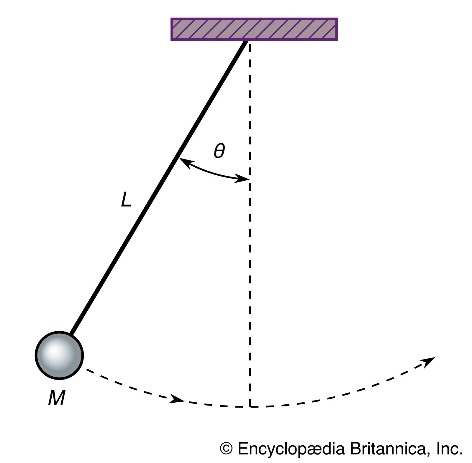 θ
L
M
© Encyclopædia Britannica, Inc.